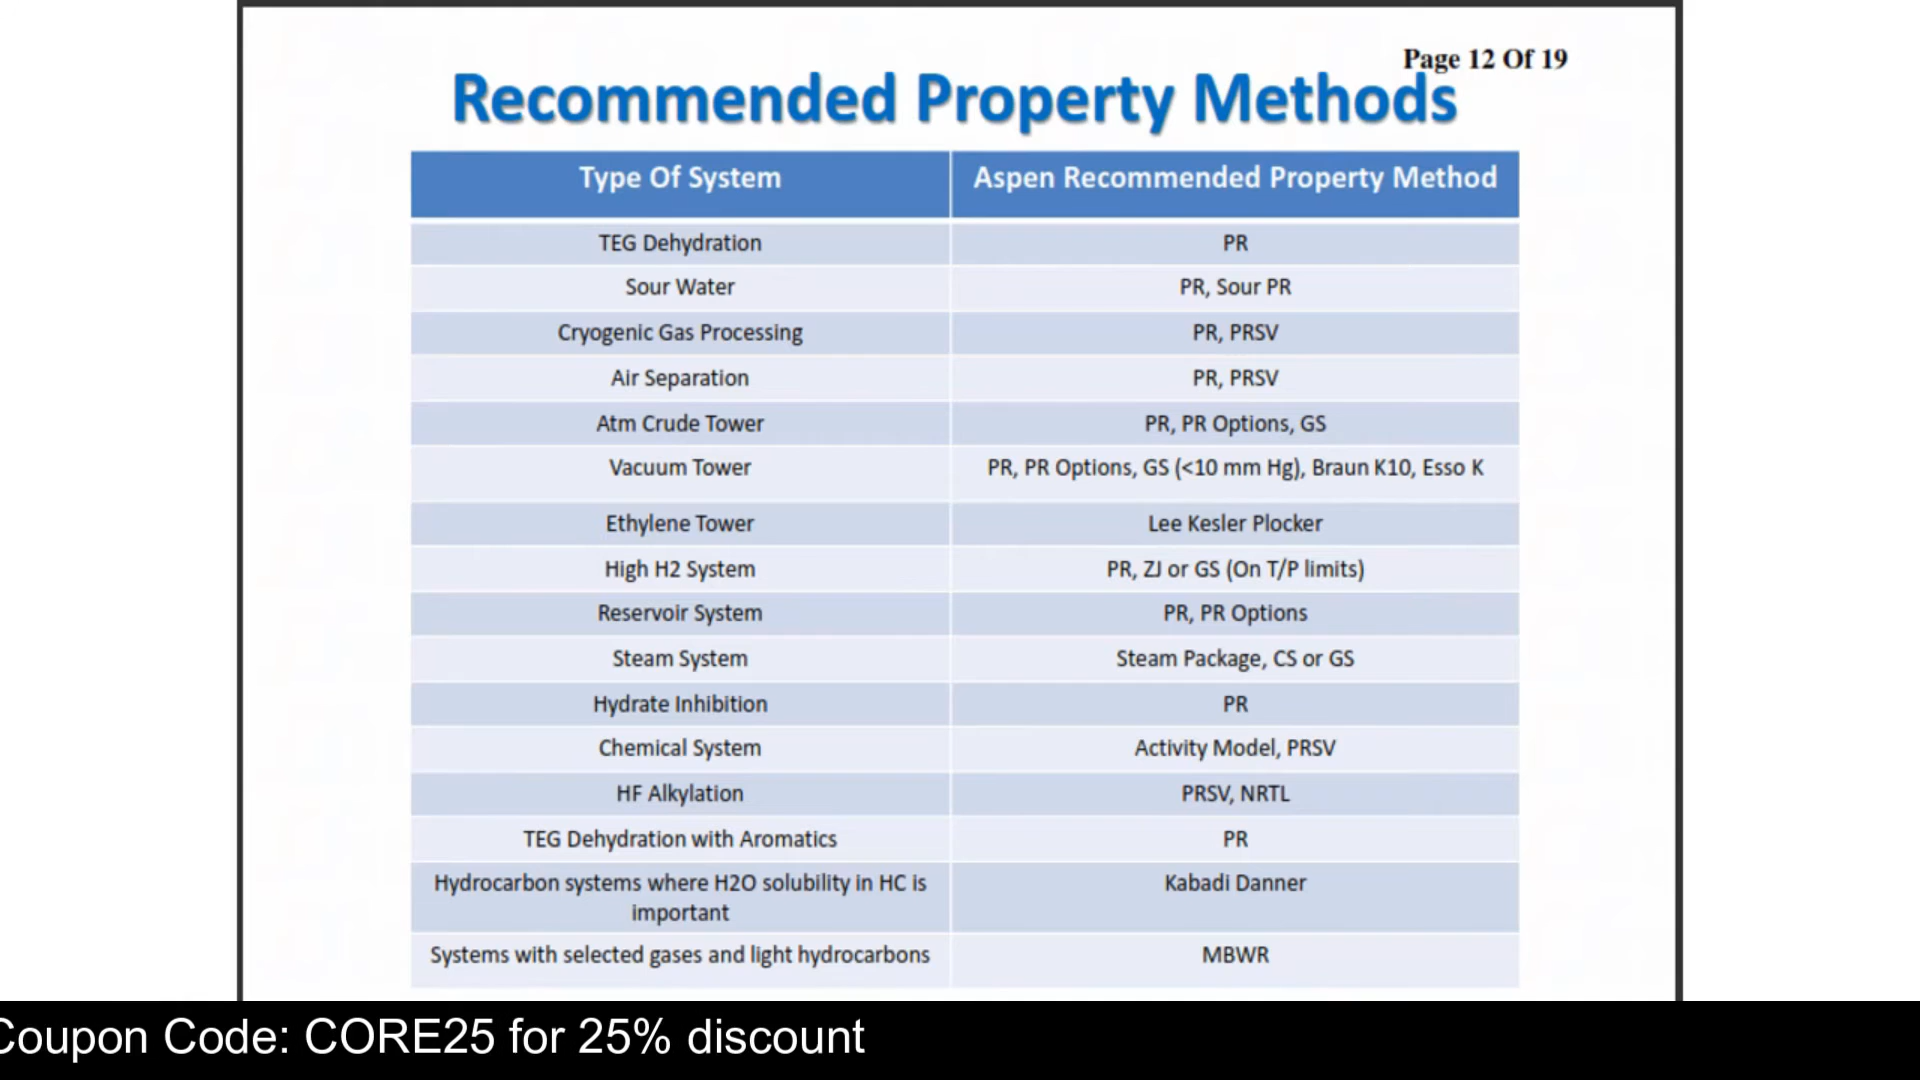 Page 12 Of 19
Recommended Property Methods
Type Of System Aspen Recommended Property Method
TEG Dehydration PR
Sour Water PR, Sour PR
Cryogenic Gas Processing PR, PRSV
Air Separation PR, PRSV
Atm Crude Tower PR, PR Options, GS
Vacuum Tower PR, PR Options, GS (<10 mm Hg), Braun K10, Esso K
Ethylene Tower Lee Kesler Plocker
High H2 System PR, ZJ or GS (On T/P limits)
Reservoir System PR, PR Options
Steam System Steam Package, CS or GS
Hydrate Inhibition PR
Chemical System Activity Model, PRSV
HF Alkylation PRSV, NRTL
TEG Dehydration with Aromatics PR
Hydrocarbon systems where H2O solubility in HC is Kabadi Danner
important
Systems with selected gases and light hydrocarbons MBWR
Coupon Code: CORE25 for 25% discount